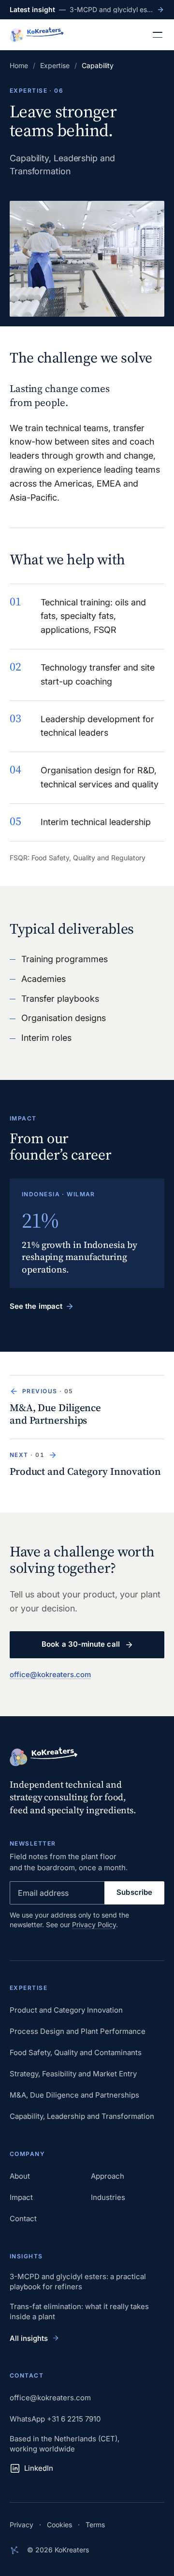 Latest insight — 3-MCPD and glycidyl es... →
KoKreaters
Home / Expertise / Capability
EXPERTISE · 06
Leave stronger
teams behind.
Capability, Leadership and
Transformation
The challenge we solve
Lasting change comes
from people.
We train technical teams, transfer
know-how between sites and coach
leaders through growth and change,
drawing on experience leading teams
across the Americas, EMEA and
Asia-Pacific.
What we help with
01 Technical training: oils and
fats, specialty fats,
applications, FSQR
02 Technology transfer and site
start-up coaching
03 Leadership development for
technical leaders
04 Organisation design for R&D,
technical services and quality
05 Interim technical leadership
FSQR: Food Safety, Quality and Regulatory
Typical deliverables
— Training programmes
— Academies
— Transfer playbooks
— Organisation designs
— Interim roles
IMPACT
From our
founder’s career
INDONESIA · WILMAR
21%
21% growth in Indonesia by
reshaping manufacturing
operations.
See the impact →
← PREVIOUS · 05
M&A, Due Diligence
and Partnerships
NEXT · 01 →
Product and Category Innovation
Have a challenge worth
solving together?
Tell us about your product, your plant
or your decision.
Book a 30-minute call →
office@kokreaters.com
KoKreaters
Independent technical and
strategy consulting for food,
feed and specialty ingredients.
NEWSLETTER
Field notes from the plant floor
and the boardroom, once a month.
Email address Subscribe
We use your address only to send the
newsletter. See our Privacy Policy.
EXPERTISE
Product and Category Innovation
Process Design and Plant Performance
Food Safety, Quality and Contaminants
Strategy, Feasibility and Market Entry
M&A, Due Diligence and Partnerships
Capability, Leadership and Transformation
COMPANY
About Approach
Impact Industries
Contact
INSIGHTS
3-MCPD and glycidyl esters: a practical
playbook for refiners
Trans-fat elimination: what it really takes
inside a plant
All insights →
CONTACT
office@kokreaters.com
WhatsApp +31 6 2215 7910
Based in the Netherlands (CET),
working worldwide
in LinkedIn
Privacy · Cookies · Terms
© 2026 KoKreaters